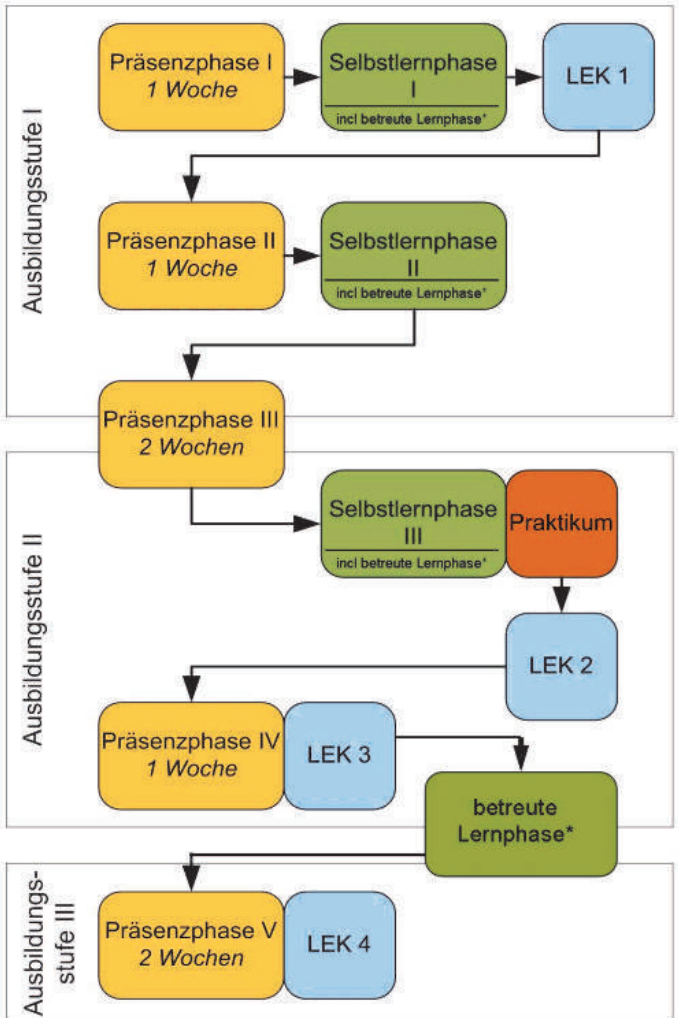 Ausbildungsstufe I
Präsenzphase I
1 Woche
Selbstlernphase
I
incl betreute Lernphase*
LEK 1
Präsenzphase II
1 Woche
Selbstlernphase
II
incl betreute Lernphase*
Präsenzphase III
2 Wochen
Ausbildungsstufe II
Selbstlernphase
III
incl betreute Lernphase*
Praktikum
LEK 2
Präsenzphase IV
1 Woche
LEK 3
betreute
Lernphase*
Ausbildungs-
stufe III
Präsenzphase V
2 Wochen
LEK 4